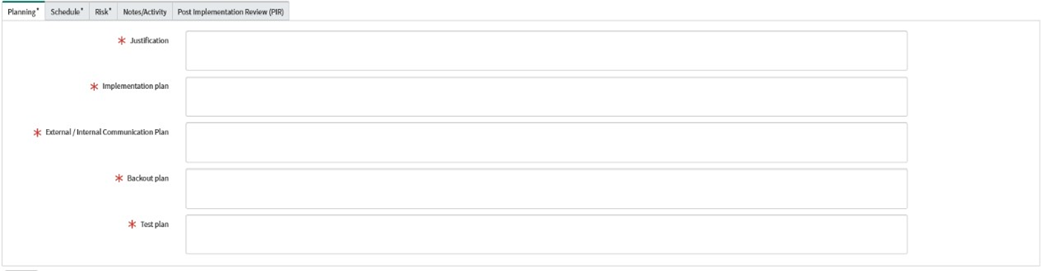 Planning* Schedule* Risk* Notes/Activity Post Implementation Review (PIR)
* Justification
* Implementation plan
* External / Internal Communication Plan
* Backout plan
* Test plan